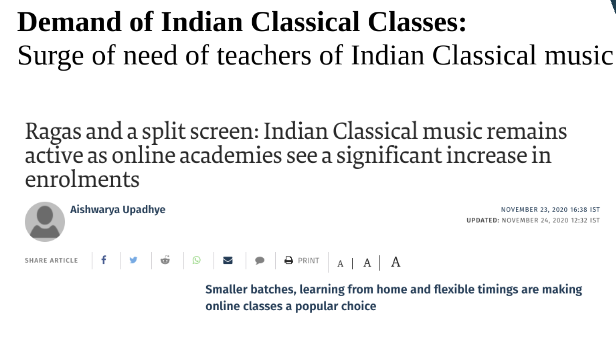 Demand of Indian Classical Classes:
Surge of need of teachers of Indian Classical music
Ragas and a split screen: Indian Classical music remains
active as online academies see a significant increase in
enrolments
Aishwarya Upadhye
NOVEMBER 23, 2020 16:38 IST
UPDATED: NOVEMBER 24, 2020 12:32 IST
SHARE ARTICLE PRINT A A A
Smaller batches, learning from home and flexible timings are making
online classes a popular choice